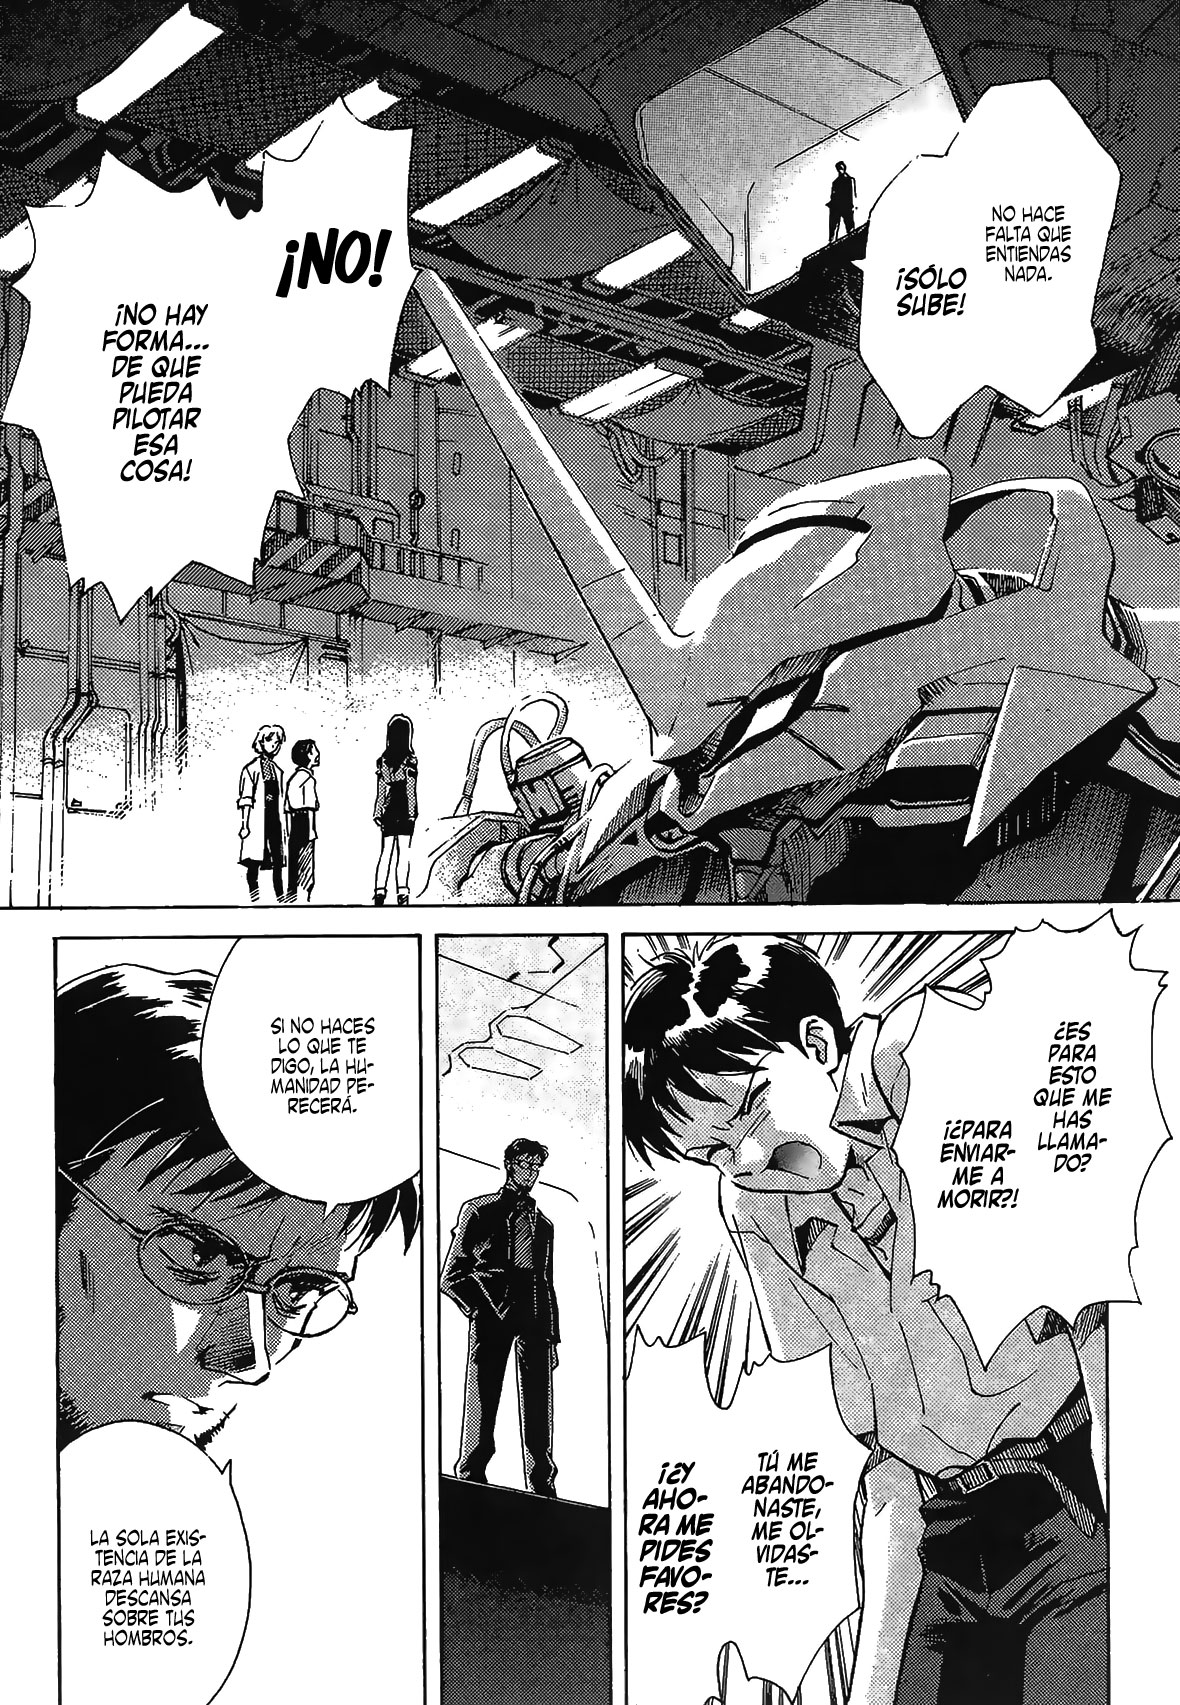 NO HACE
FALTA QUE
ENTIENDAS
NADA.
¡SÓLO
SUBE!
¡NO!
¡NO HAY
FORMA...
DE QUE
PUEDA
PILOTAR
ESA
COSA!
¿ES
PARA
ESTO
QUE ME
HAS
LLAMA-
DO?
¡¿PARA
ENVIAR-
ME A
MORIR?!
TÚ ME
ABANDO-
NASTE,
ME OL-
VIDAS-
TE...
¡¿Y
AHO-
RA ME
PIDES
FAVO-
RES?
SI NO HACES
LO QUE TE
DIGO, LA HU-
MANIDAD PE-
RECERÁ.
LA SOLA EXIS-
TENCIA DE LA
RAZA HUMANA
DESCANSA
SOBRE TUS
HOMBROS.